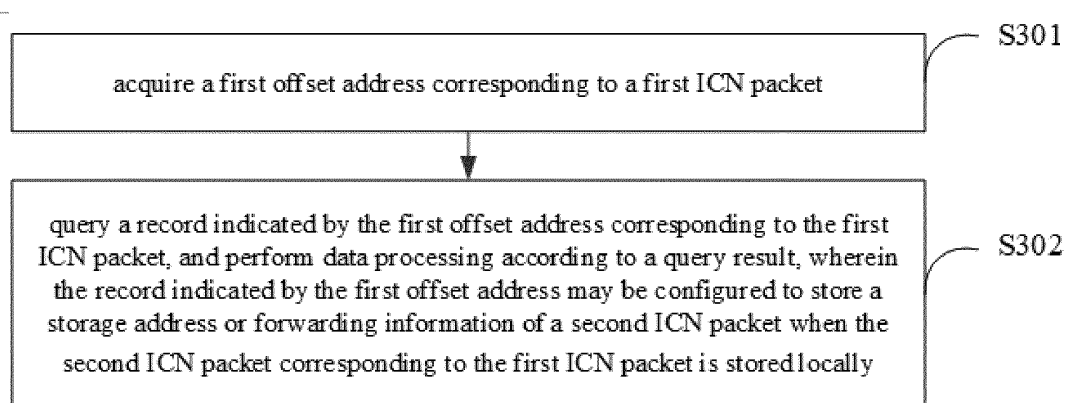 S301
acquire a first offset address corresponding to a first ICN packet
query a record indicated by the first offset address corresponding to the first
ICN packet, and perform data processing according to a query result, wherein
the record indicated by the first offset address may be configured to store a
storage address or forwarding information of a second ICN packet when the
second ICN packet corresponding to the first ICN packet is stored locally
S302